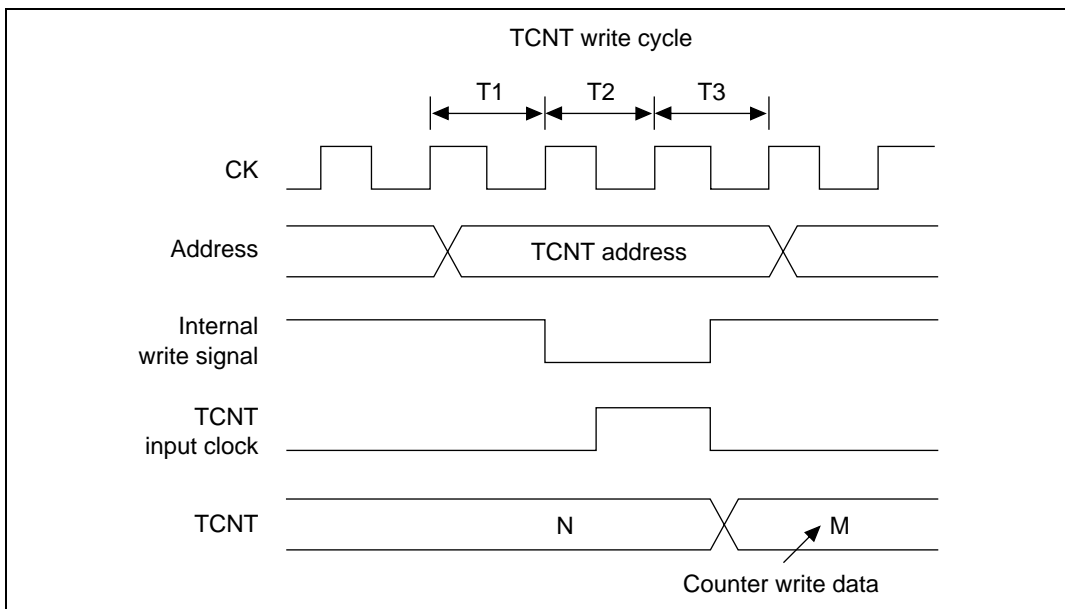 TCNT write cycle
T1 T2 T3
CK
Address
TCNT address
Internal
write signal
TCNT
input clock
TCNT
N
M
Counter write data